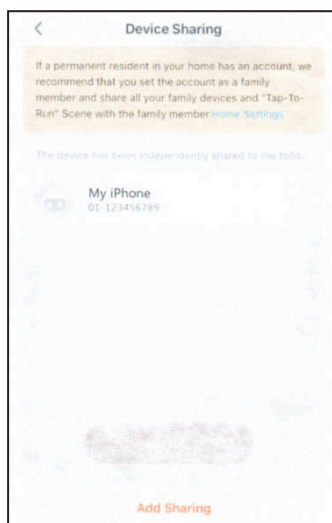 Device Sharing
If a permanent resident in your home has an account, we
recommend that you set the account as a family
member and share all your family devices and "Tap-To-
Run" Scene with the family member.Home Settings
The device has been independently shared to the follo...
My iPhone
01-123456789
Add Sharing